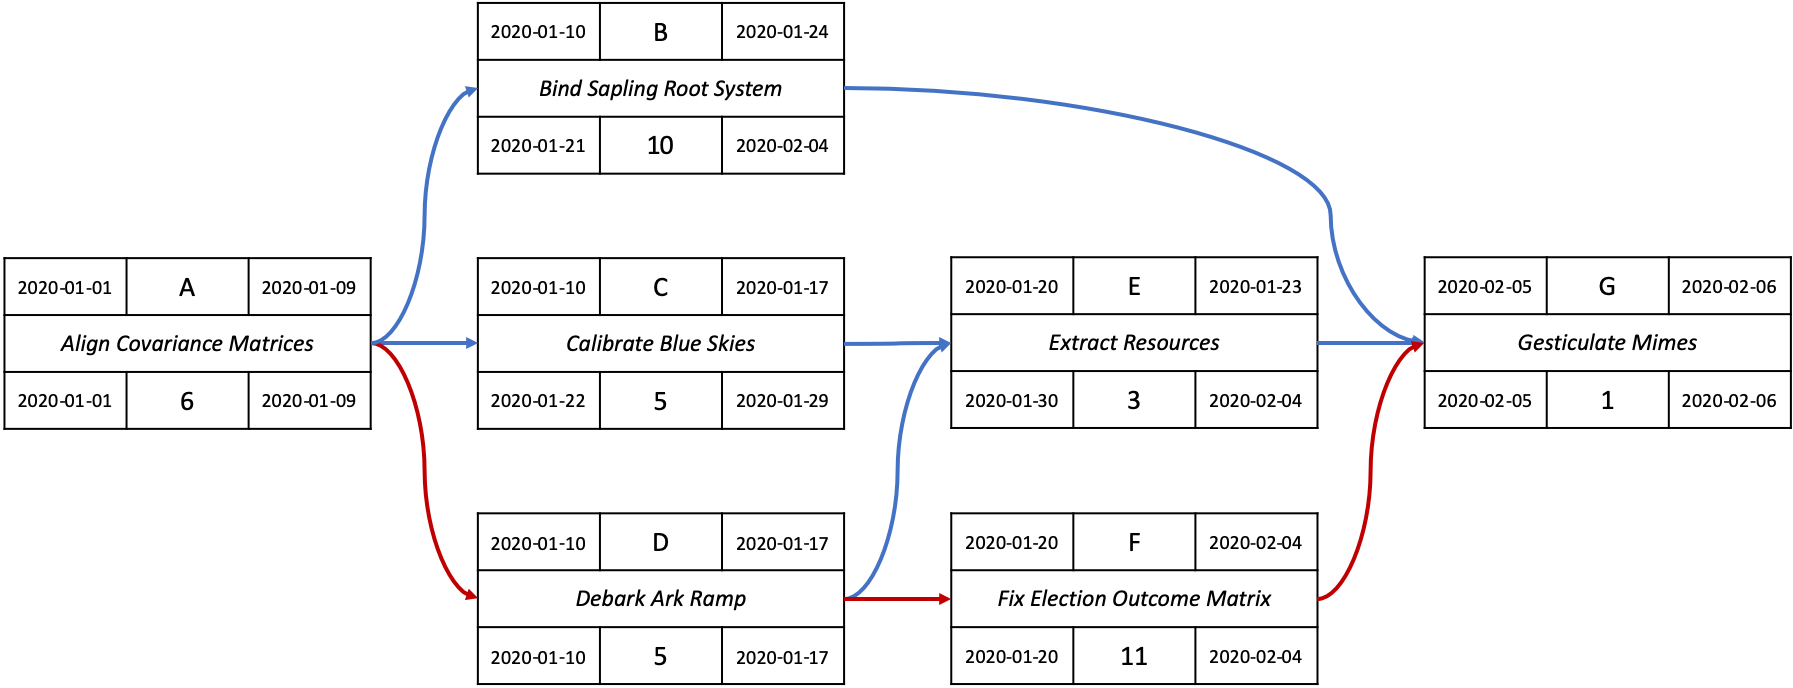 2020-01-10 B 2020-01-24
Bind Sapling Root System
2020-01-21 10 2020-02-04
2020-01-01 A 2020-01-09
Align Covariance Matrices
2020-01-01 6 2020-01-09
2020-01-10 C 2020-01-17
Calibrate Blue Skies
2020-01-22 5 2020-01-29
2020-01-20 E 2020-01-23
Extract Resources
2020-01-30 3 2020-02-04
2020-02-05 G 2020-02-06
Gesticulate Mimes
2020-02-05 1 2020-02-06
2020-01-10 D 2020-01-17
Debark Ark Ramp
2020-01-10 5 2020-01-17
2020-01-20 F 2020-02-04
Fix Election Outcome Matrix
2020-01-20 11 2020-02-04